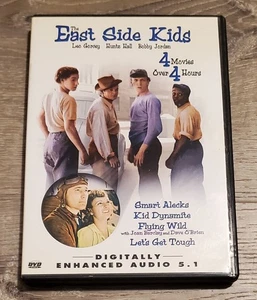 The
East Side Kids
Leo Gorcey Huntz Hall Bobby Jordan
4 Movies
Over 4 Hours
Smart Alecks
Kid Dynamite
Flying Wild
with Joan Barclay and Dave O'Brien
Let's Get Tough
DIGITALLY
ENHANCED AUDIO 5.1
DVD